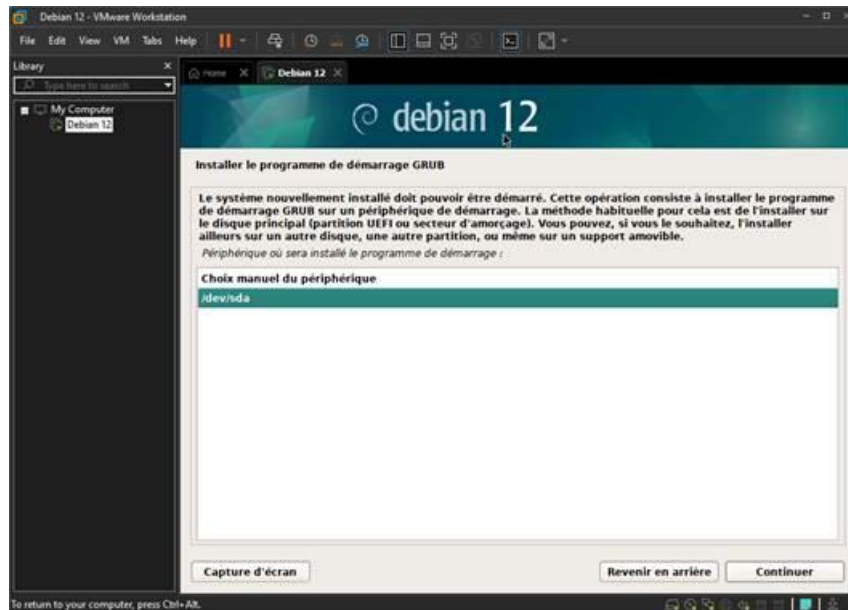 Debian 12 - VMware Workstation
File Edit View VM Tabs Help
Library
Type here to search
My Computer
Debian 12
Home
Debian 12
debian 12
Installer le programme de démarrage GRUB
Le système nouvellement installé doit pouvoir être démarré. Cette opération consiste à installer le programme
de démarrage GRUB sur un périphérique de démarrage. La méthode habituelle pour cela est de l'installer sur
le disque principal (partition UEFI ou secteur d'amorçage). Vous pouvez, si vous le souhaitez, l'installer
ailleurs sur un autre disque, une autre partition, ou même sur un support amovible.
Périphérique où sera installé le programme de démarrage :
Choix manuel du périphérique
/dev/sda
Capture d'écran
Revenir en arrière
Continuer
To return to your computer, press Ctrl+Alt.